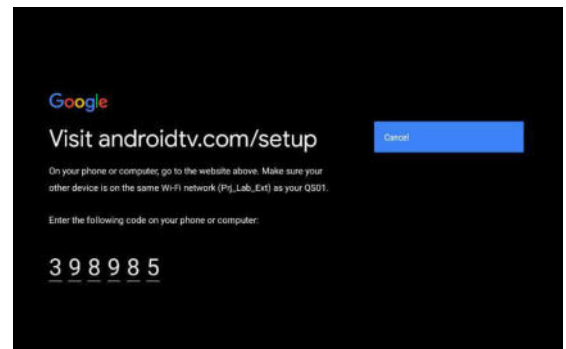 Google
Visit androidtv.com/setup
Cancel
On your phone or computer, go to the website above. Make sure your
other device is on the same Wi-Fi network (Prj_Lab_Ext) as your QS01.
Enter the following code on your phone or computer:
398985